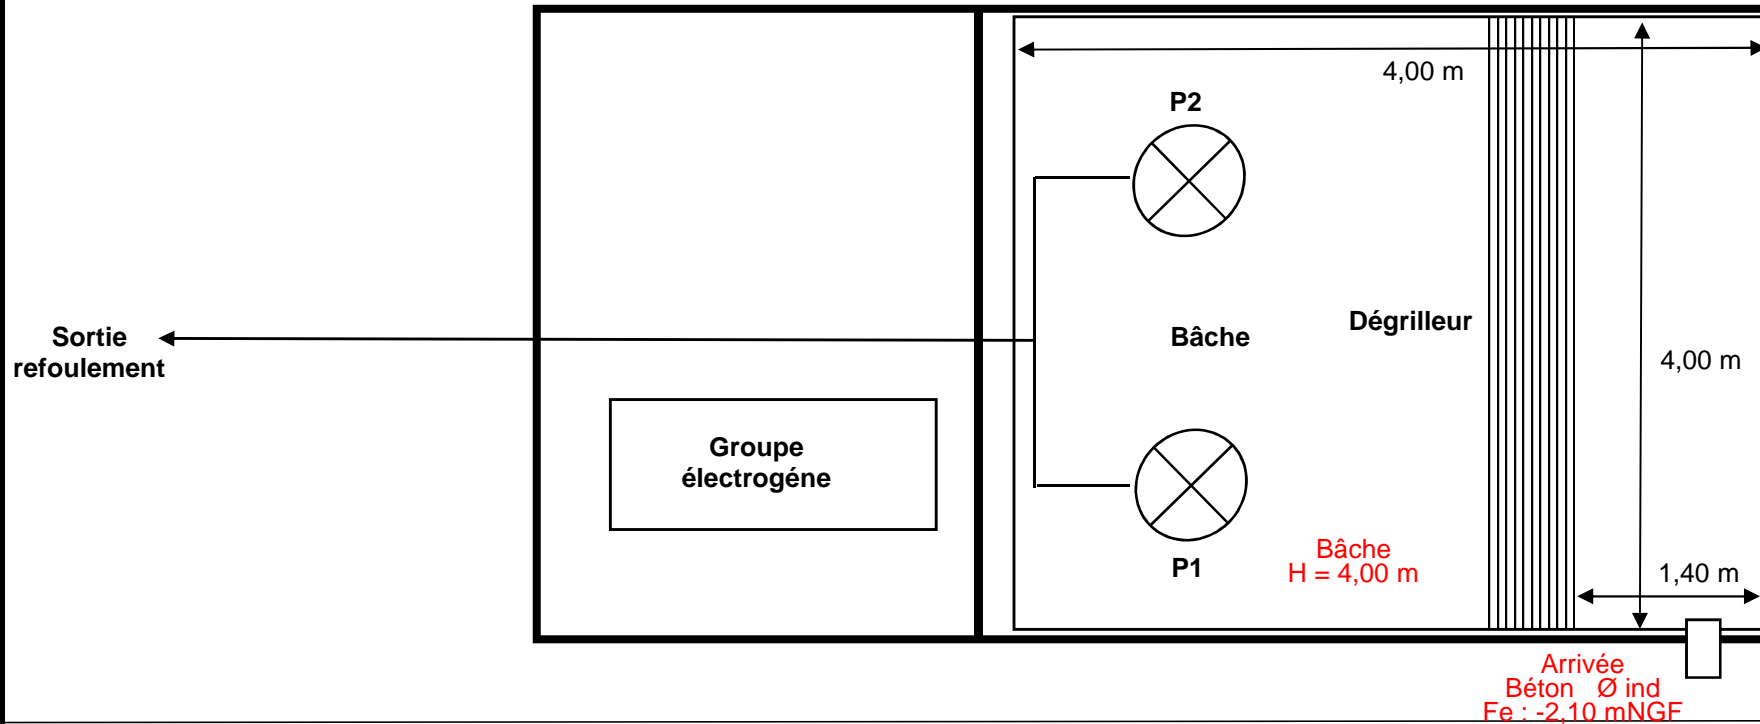 4,00 m
P2
Sortie
refoulement
Bâche
Dégrilleur
4,00 m
Groupe
électrogéne
P1
Bâche
H = 4,00 m
1,40 m
Arrivée
Béton Ø ind
Fe : -2,10 mNGF